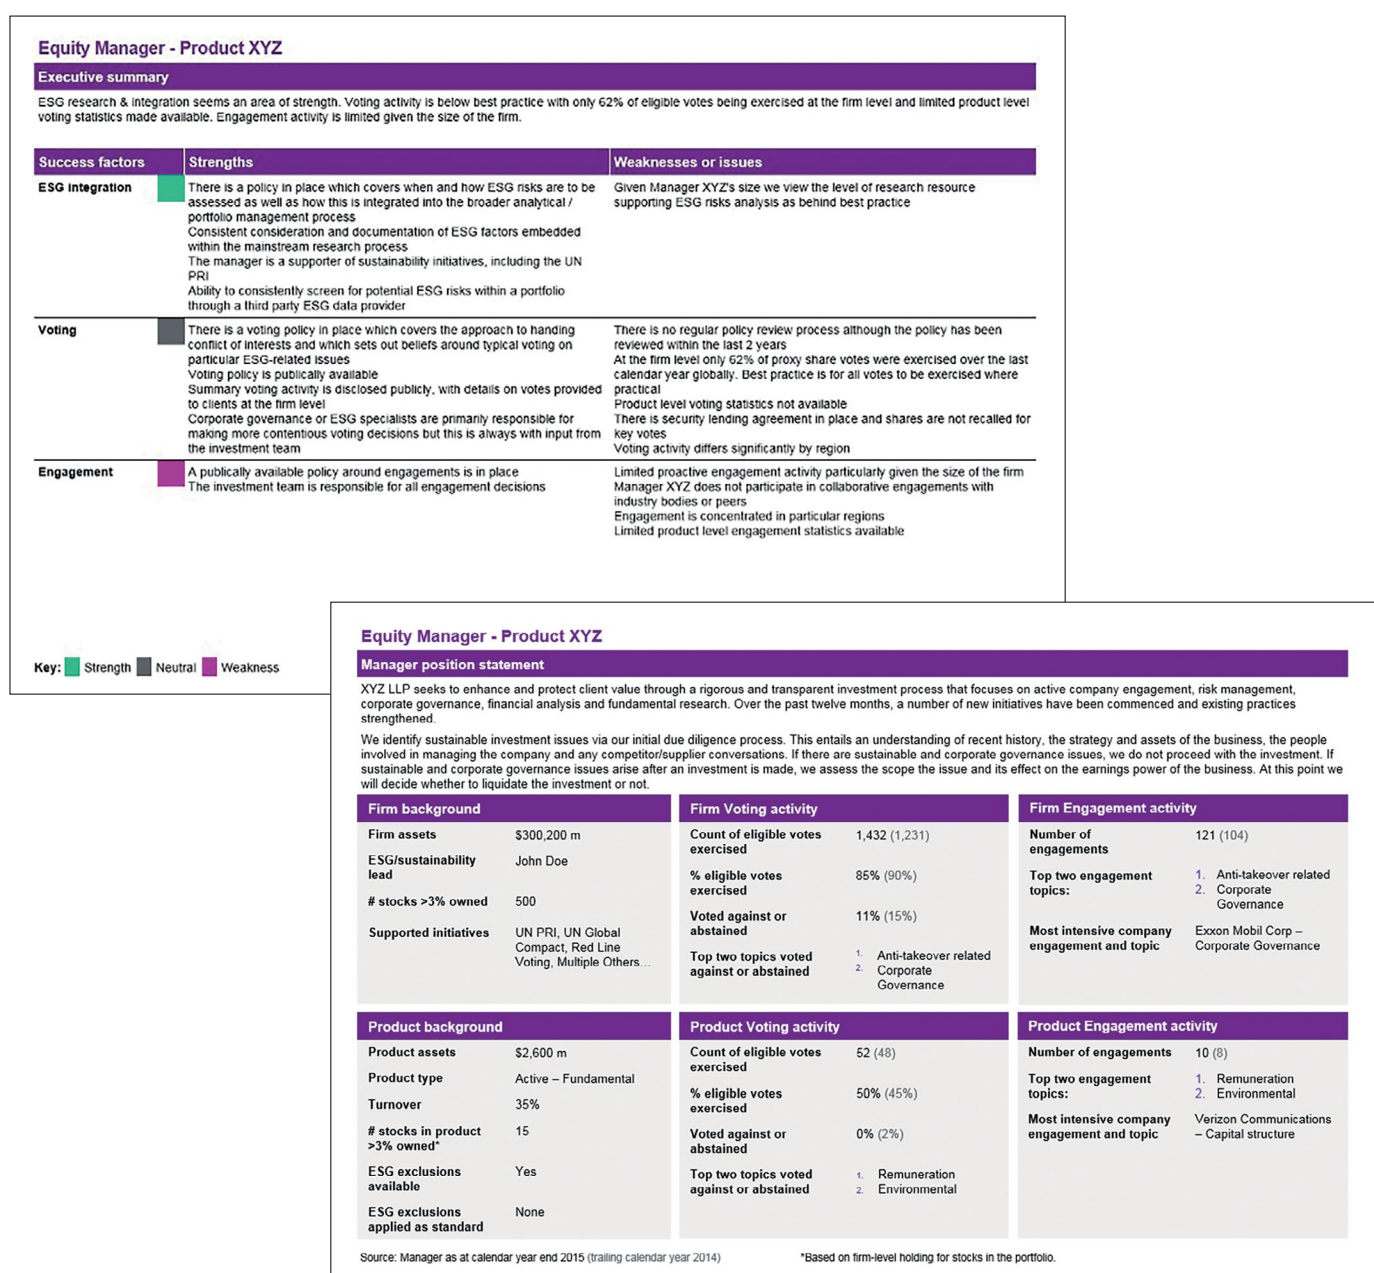 Equity Manager - Product XYZ
Executive summary
ESG research & integration seems an area of strength. Voting activity is below best practice with only 62% of eligible votes being exercised at the firm level and limited product level
voting statistics made available. Engagement activity is limited given the size of the firm.
Success factors
Strengths
Weaknesses or issues
ESG integration
There is a policy in place which covers when and how ESG risks are to be
assessed as well as how this is integrated into the broader analytical /
portfolio management process
Consistent consideration and documentation of ESG factors embedded
within the mainstream research process
The manager is a supporter of sustainability initiatives, including the UN
PRI
Ability to consistently screen for potential ESG risks within a portfolio
through a third party ESG data provider
Given Manager XYZ's size we view the level of research resource
supporting ESG risks analysis as behind best practice
Voting
There is a voting policy in place which covers the approach to handing
conflict of interests and which sets out beliefs around typical voting on
particular ESG-related issues
Voting policy is publically available
Summary voting activity is disclosed publicly, with details on votes provided
to clients at the firm level
Corporate governance or ESG specialists are primarily responsible for
making more contentious voting decisions but this is always with input from
the investment team
There is no regular policy review process although the policy has been
reviewed within the last 2 years
At the firm level only 62% of proxy share votes were exercised over the last
calendar year globally. Best practice is for all votes to be exercised where
practical
Product level voting statistics not available
There is security lending agreement in place and shares are not recalled for
key votes
Voting activity differs significantly by region
Engagement
A publically available policy around engagements is in place
The investment team is responsible for all engagement decisions
Limited proactive engagement activity particularly given the size of the firm
Manager XYZ does not participate in collaborative engagements with
industry bodies or peers
Engagement is concentrated in particular regions
Limited product level engagement statistics available
Key: Strength Neutral Weakness
Equity Manager - Product XYZ
Manager position statement
XYZ LLP seeks to enhance and protect client value through a rigorous and transparent investment process that focuses on active company engagement, risk management,
corporate governance, financial analysis and fundamental research. Over the past twelve months, a number of new initiatives have been commenced and existing practices
strengthened.
We identify sustainable investment issues via our initial due diligence process. This entails an understanding of recent history, the strategy and assets of the business, the people
involved in managing the company and any competitor/supplier conversations. If there are sustainable and corporate governance issues, we do not proceed with the investment. If
sustainable and corporate governance issues arise after an investment is made, we assess the scope the issue and its effect on the earnings power of the business. At this point we
will decide whether to liquidate the investment or not.
Firm background
Firm assets
$300,200 m
ESG/sustainability
lead
John Doe
# stocks >3% owned
500
Supported initiatives
UN PRI, UN Global
Compact, Red Line
Voting, Multiple Others…
Firm Voting activity
Count of eligible votes
exercised
1,432 (1,231)
% eligible votes
exercised
85% (90%)
Voted against or
abstained
11% (15%)
Top two topics voted
against or abstained
1. Anti-takeover related
2. Corporate
Governance
Firm Engagement activity
Number of
engagements
121 (104)
Top two engagement
topics:
1. Anti-takeover related
2. Corporate
Governance
Most intensive company
engagement and topic
Exxon Mobil Corp –
Corporate Governance
Product background
Product assets
$2,600 m
Product type
Active – Fundamental
Turnover
35%
# stocks in product
>3% owned*
15
ESG exclusions
available
Yes
ESG exclusions
applied as standard
None
Product Voting activity
Count of eligible votes
exercised
52 (48)
% eligible votes
exercised
50% (45%)
Voted against or
abstained
0% (2%)
Top two topics voted
against or abstained
1. Remuneration
2. Environmental
Product Engagement activity
Number of engagements
10 (8)
Top two engagement
topics:
1. Remuneration
2. Environmental
Most intensive company
engagement and topic
Verizon Communications
– Capital structure
Source: Manager as at calendar year end 2015 (trailing calendar year 2014)
*Based on firm-level holding for stocks in the portfolio.